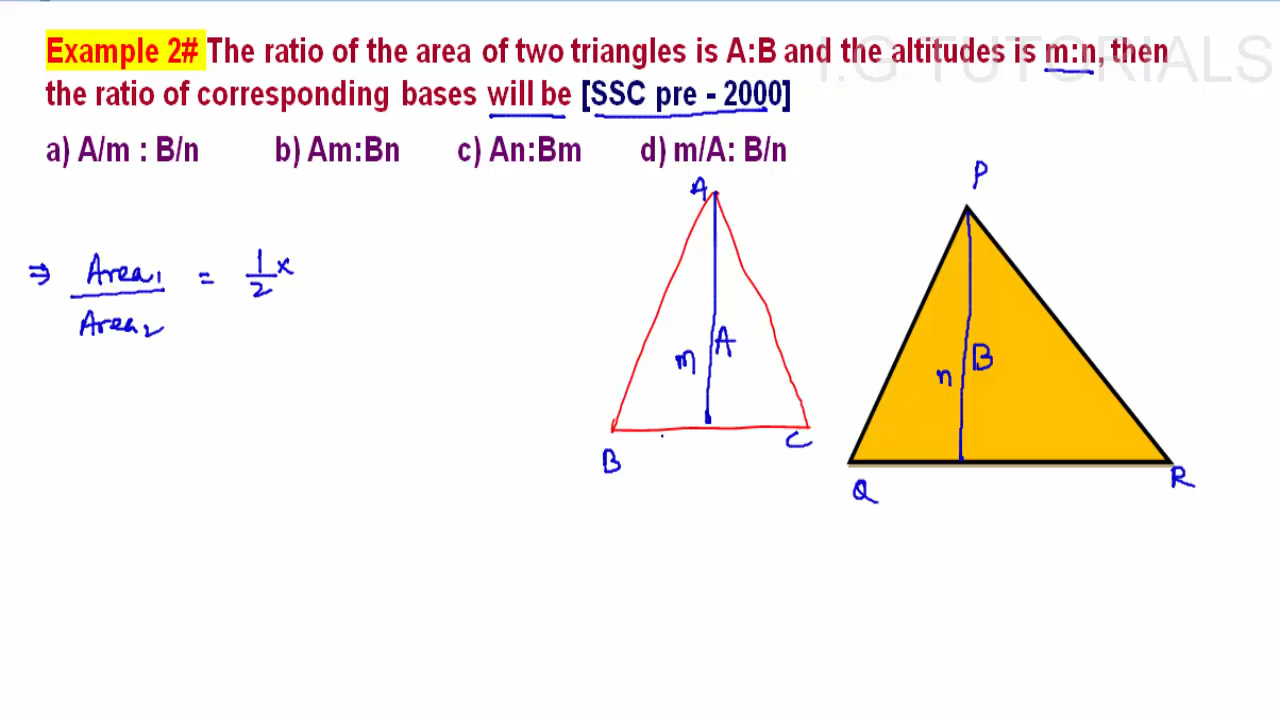 I.G TUTORIALS
Example 2# The ratio of the area of two triangles is A:B and the altitudes is m:n, then
the ratio of corresponding bases will be [SSC pre - 2000]
a) A/m : B/n b) Am:Bn c) An:Bm d) m/A: B/n
P
A
⇒ Area₁ = 1/2 ×
Area₂
m A
n B
B C
Q R